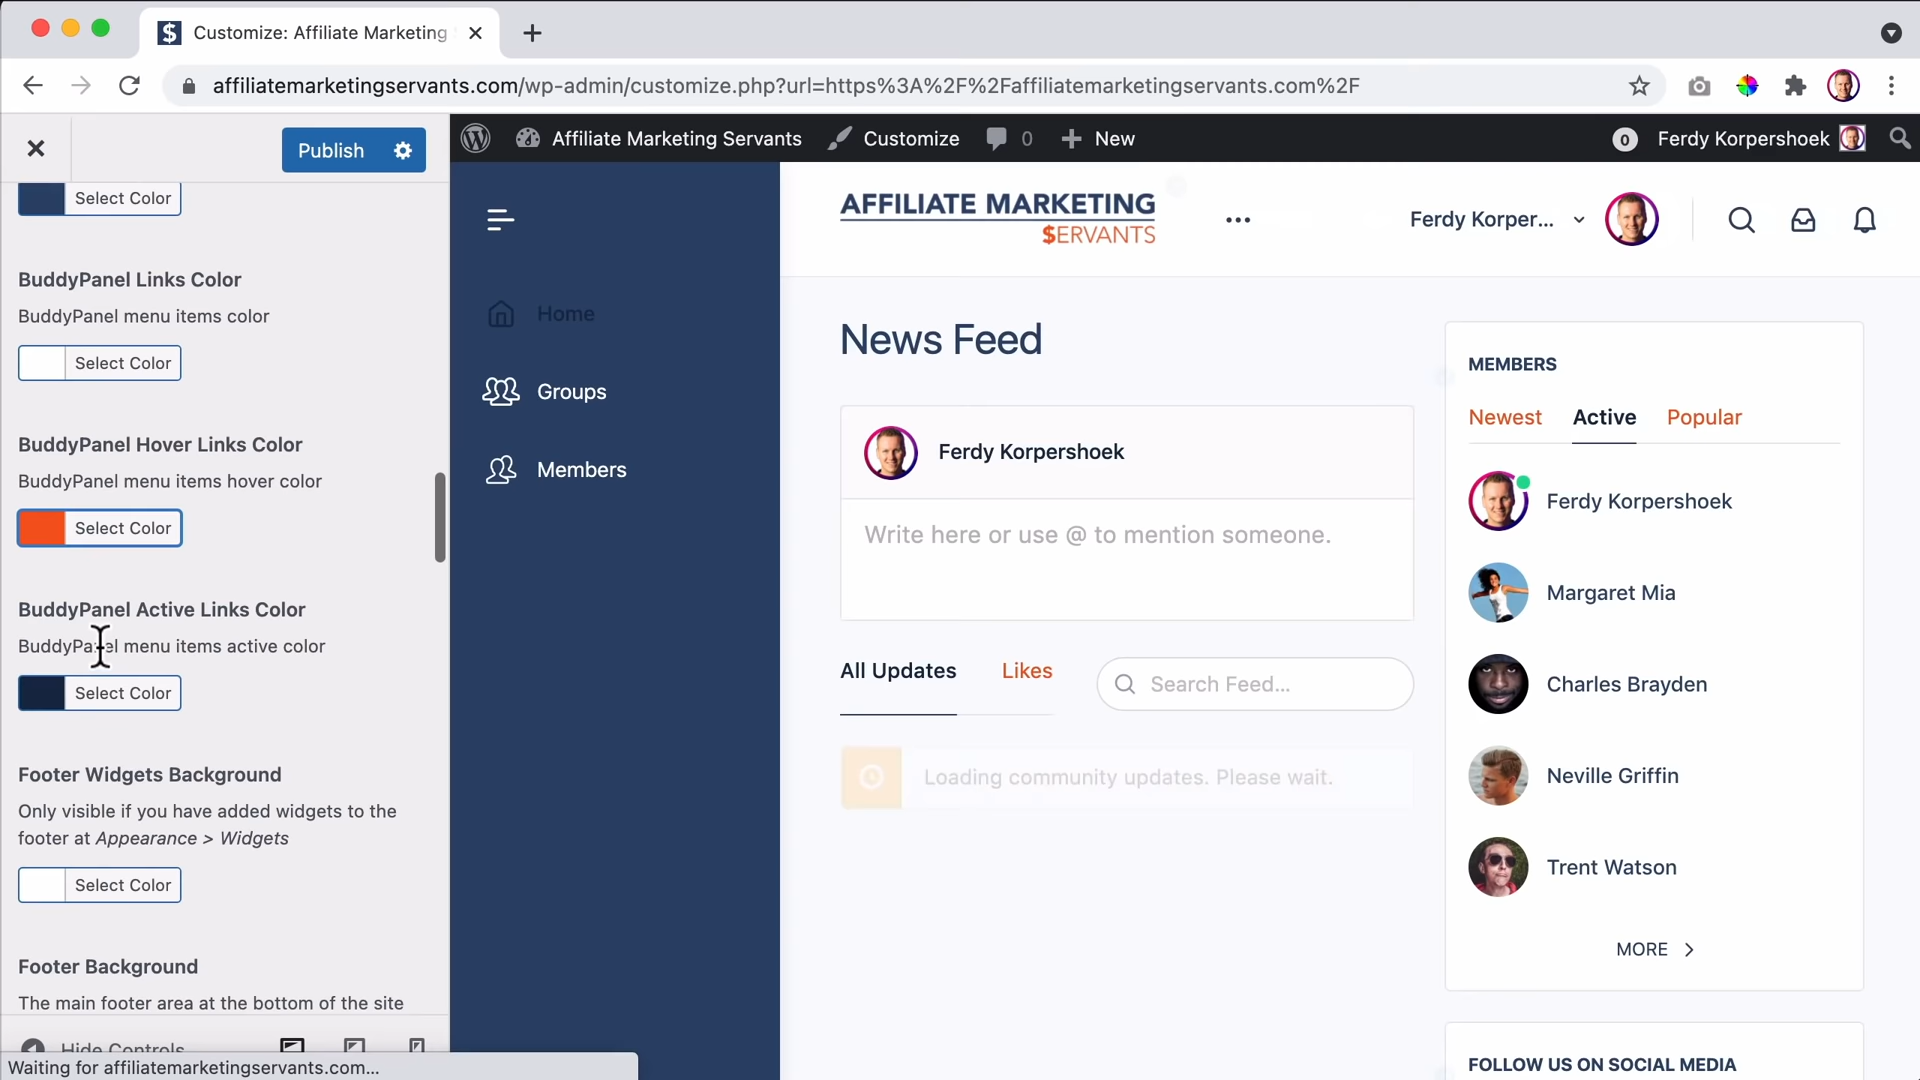 Customize: Affiliate Marketing
affiliatemarketingservants.com/wp-admin/customize.php?url=https%3A%2F%2Faffiliatemarketingservants.com%2F
Publish
Affiliate Marketing Servants
Customize
0
New
0
Ferdy Korpershoek
Select Color
BuddyPanel Links Color
BuddyPanel menu items color
Select Color
BuddyPanel Hover Links Color
BuddyPanel menu items hover color
Select Color
BuddyPanel Active Links Color
BuddyPanel menu items active color
Select Color
Footer Widgets Background
Only visible if you have added widgets to the
footer at Appearance > Widgets
Select Color
Footer Background
The main footer area at the bottom of the site
Hide Controls
Waiting for affiliatemarketingservants.com...
Home
Groups
Members
AFFILIATE MARKETING
$ERVANTS
Ferdy Korper...
News Feed
Ferdy Korpershoek
Write here or use @ to mention someone.
All Updates
Likes
Search Feed...
Loading community updates. Please wait.
MEMBERS
Newest
Active
Popular
Ferdy Korpershoek
Margaret Mia
Charles Brayden
Neville Griffin
Trent Watson
MORE
FOLLOW US ON SOCIAL MEDIA